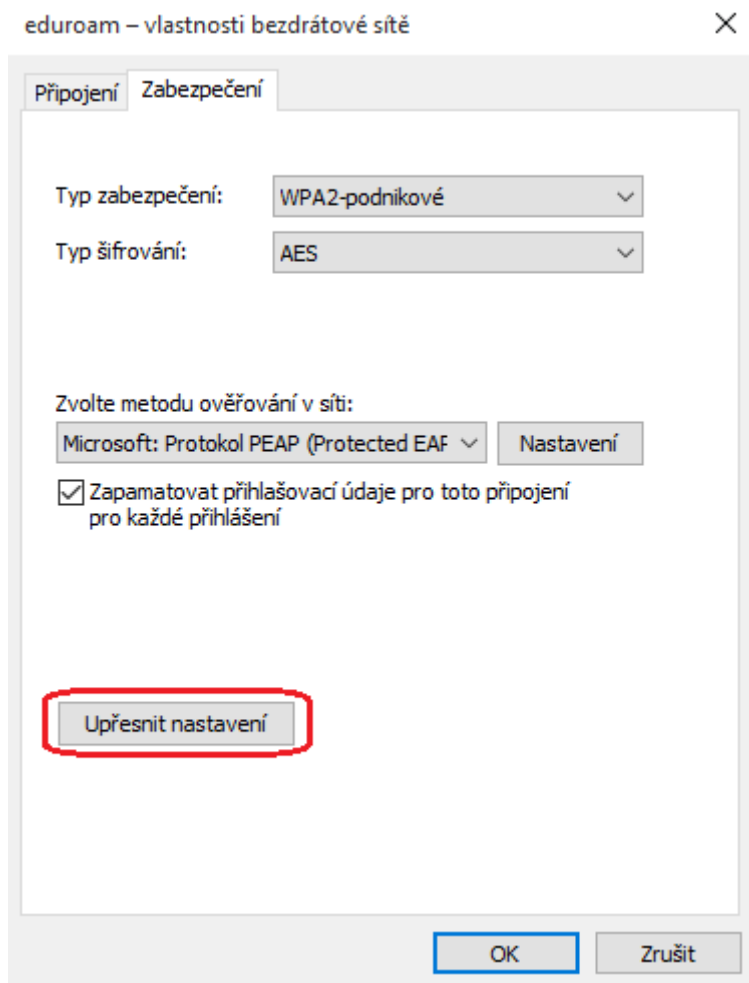 eduroam – vlastnosti bezdrátové sítě
Připojení Zabezpečení
Typ zabezpečení: WPA2-podnikové
Typ šifrování: AES
Zvolte metodu ověřování v síti:
Microsoft: Protokol PEAP (Protected EAP Nastavení
Zapamatovat přihlašovací údaje pro toto připojení
pro každé přihlášení
Upřesnit nastavení
OK Zrušit